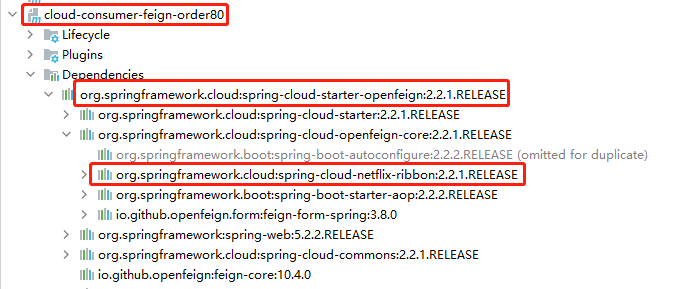 cloud-consumer-feign-order80
Lifecycle
Plugins
Dependencies
org.springframework.cloud:spring-cloud-starter-openfeign:2.2.1.RELEASE
org.springframework.cloud:spring-cloud-starter:2.2.1.RELEASE
org.springframework.cloud:spring-cloud-openfeign-core:2.2.1.RELEASE
org.springframework.boot:spring-boot-autoconfigure:2.2.2.RELEASE (omitted for duplicate)
org.springframework.cloud:spring-cloud-netflix-ribbon:2.2.1.RELEASE
org.springframework.boot:spring-boot-starter-aop:2.2.2.RELEASE
io.github.openfeign.form:feign-form-spring:3.8.0
org.springframework:spring-web:5.2.2.RELEASE
org.springframework.cloud:spring-cloud-commons:2.2.1.RELEASE
io.github.openfeign:feign-core:10.4.0